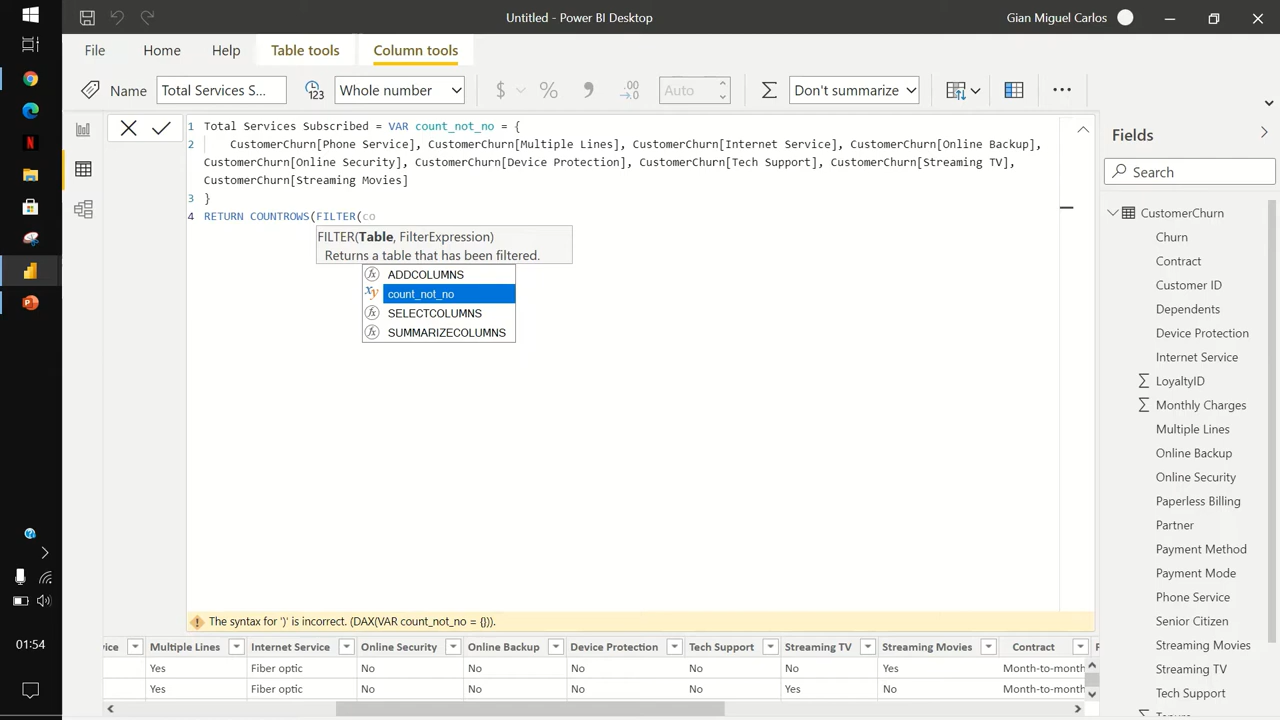 Untitled - Power BI Desktop
Gian Miguel Carlos
File
Home
Help
Table tools
Column tools
Name
Total Services S...
123
Whole number
$
%
.00
.0
Auto
Don't summarize
1 Total Services Subscribed = VAR count_not_no = {
2 CustomerChurn[Phone Service], CustomerChurn[Multiple Lines], CustomerChurn[Internet Service], CustomerChurn[Online Backup],
CustomerChurn[Online Security], CustomerChurn[Device Protection], CustomerChurn[Tech Support], CustomerChurn[Streaming TV],
CustomerChurn[Streaming Movies]
3 }
4 RETURN COUNTROWS(FILTER(co
FILTER(Table, FilterExpression)
Returns a table that has been filtered.
ADDCOLUMNS
count_not_no
SELECTCOLUMNS
SUMMARIZECOLUMNS
Fields
Search
CustomerChurn
Churn
Contract
Customer ID
Dependents
Device Protection
Internet Service
LoyaltyID
Monthly Charges
Multiple Lines
Online Backup
Online Security
Paperless Billing
Partner
Payment Method
Payment Mode
Phone Service
Senior Citizen
Streaming Movies
Streaming TV
Tech Support
The syntax for ')' is incorrect. (DAX(VAR count_not_no = {})).
vice Multiple Lines Internet Service Online Security Online Backup Device Protection Tech Support Streaming TV Streaming Movies Contract
Yes Fiber optic No No No No No Yes Month-to-month
Yes Fiber optic No No No No Yes No Month-to-month
01:54